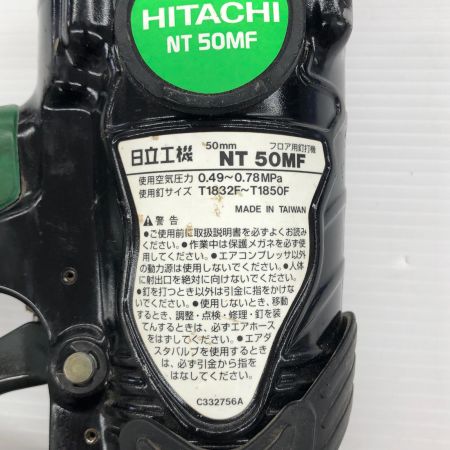 HITACHI
NT 50MF
日立工機 50mm NT 50MF フロア用釘打機
使用空気圧力 0.49~0.78MPa
使用釘サイズ T1832F~T1850F
MADE IN TAIWAN
⚠警告
●ご使用前に取扱説明書を必ずよくお読み
ください。●作業中は保護メガネを必ず使
用してください。●エアコンプレッサ以外
の動力源は使用しないでください。●人体
に射出口を絶対に向けないでください。
●釘を打つとき以外は引金に指をかけな
いでください。●使用しないとき、移動
するとき、調整・点検・修理・釘を装
てんするときは、必ずエアホース
をはずしてください。●エアダ
スタバルブを使用するとき
は、必ず引金から指を
はなしてください。
C332756A